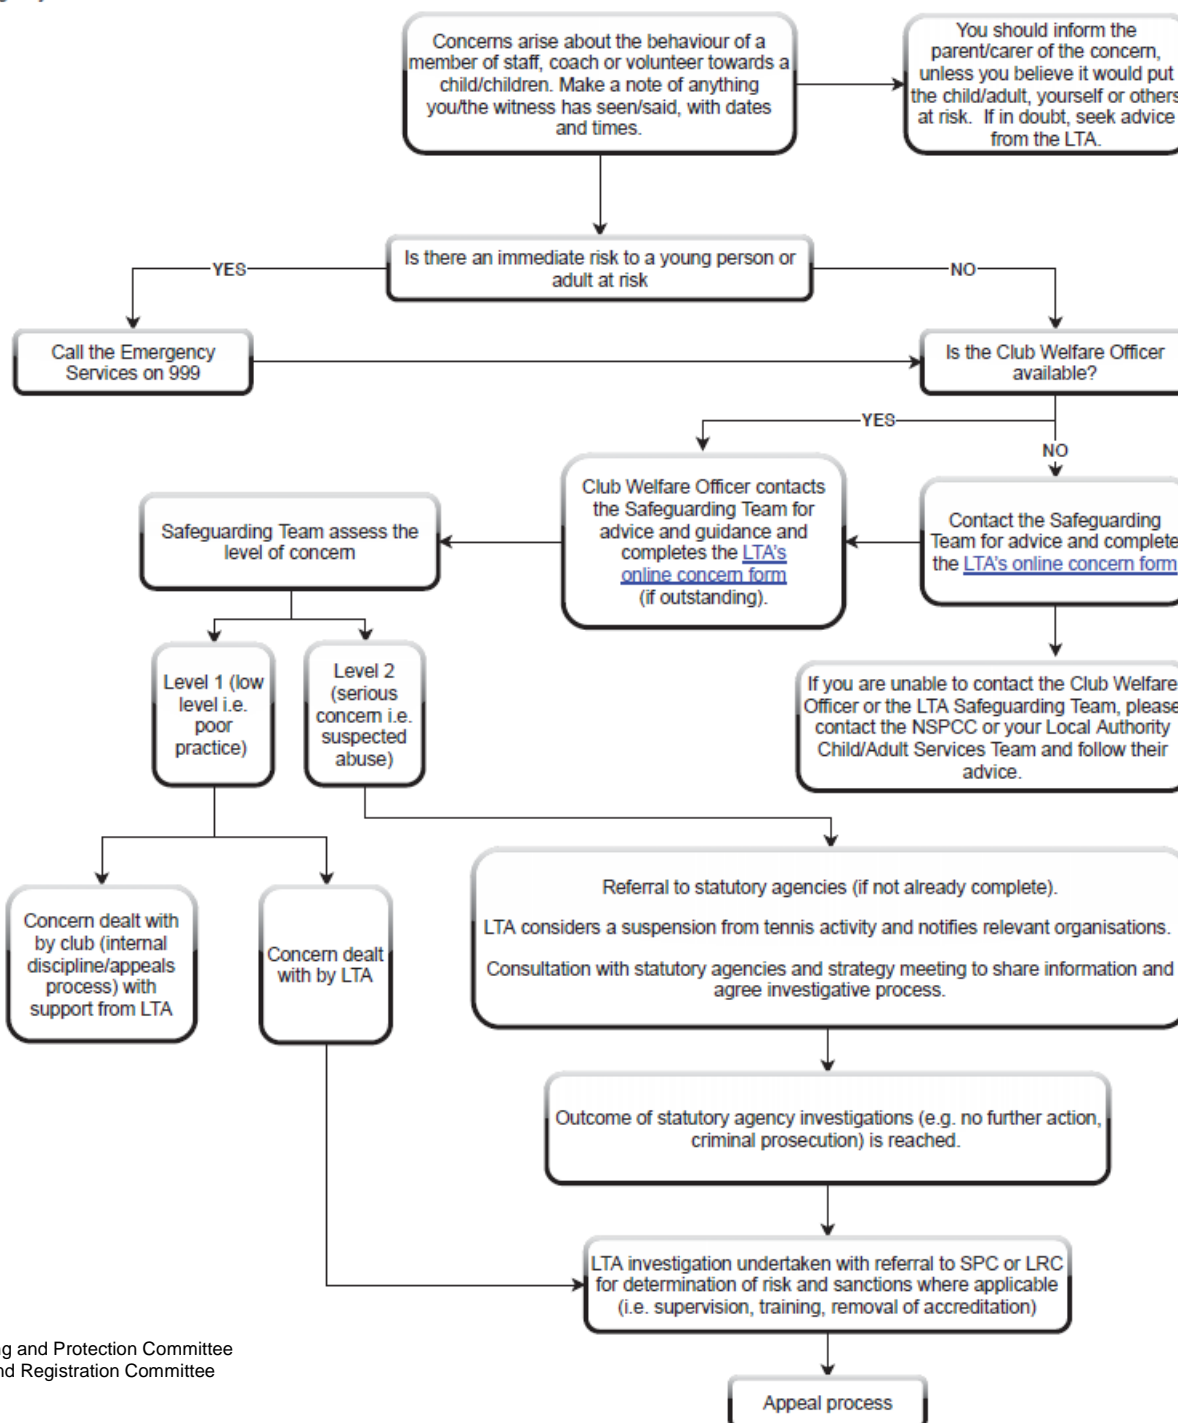 Concerns arise about the behaviour of a
member of staff, coach or volunteer towards a
child/children. Make a note of anything
you/the witness has seen/said, with dates
and times.
You should inform the
parent/carer of the concern,
unless you believe it would put
the child/adult, yourself or others
at risk. If in doubt, seek advice
from the LTA.
Is there an immediate risk to a young person or
adult at risk
YES
NO
Call the Emergency
Services on 999
Is the Club Welfare Officer
available?
YES
NO
Club Welfare Officer contacts
the Safeguarding Team for
advice and guidance and
completes the LTA's
online concern form
(if outstanding).
Contact the Safeguarding
Team for advice and complete
the LTA's online concern form
Safeguarding Team assess the
level of concern
If you are unable to contact the Club Welfare
Officer or the LTA Safeguarding Team, please
contact the NSPCC or your Local Authority
Child/Adult Services Team and follow their
advice.
Level 1 (low
level i.e.
poor
practice)
Level 2
(serious
concern i.e.
suspected
abuse)
Concern dealt with
by club (internal
discipline/appeals
process) with
support from LTA
Concern dealt
with by LTA
Referral to statutory agencies (if not already complete).
LTA considers a suspension from tennis activity and notifies relevant organisations.
Consultation with statutory agencies and strategy meeting to share information and
agree investigative process.
Outcome of statutory agency investigations (e.g. no further action,
criminal prosecution) is reached.
LTA investigation undertaken with referral to SPC or LRC
for determination of risk and sanctions where applicable
(i.e. supervision, training, removal of accreditation)
Appeal process
and Protection Committee
Registration Committee